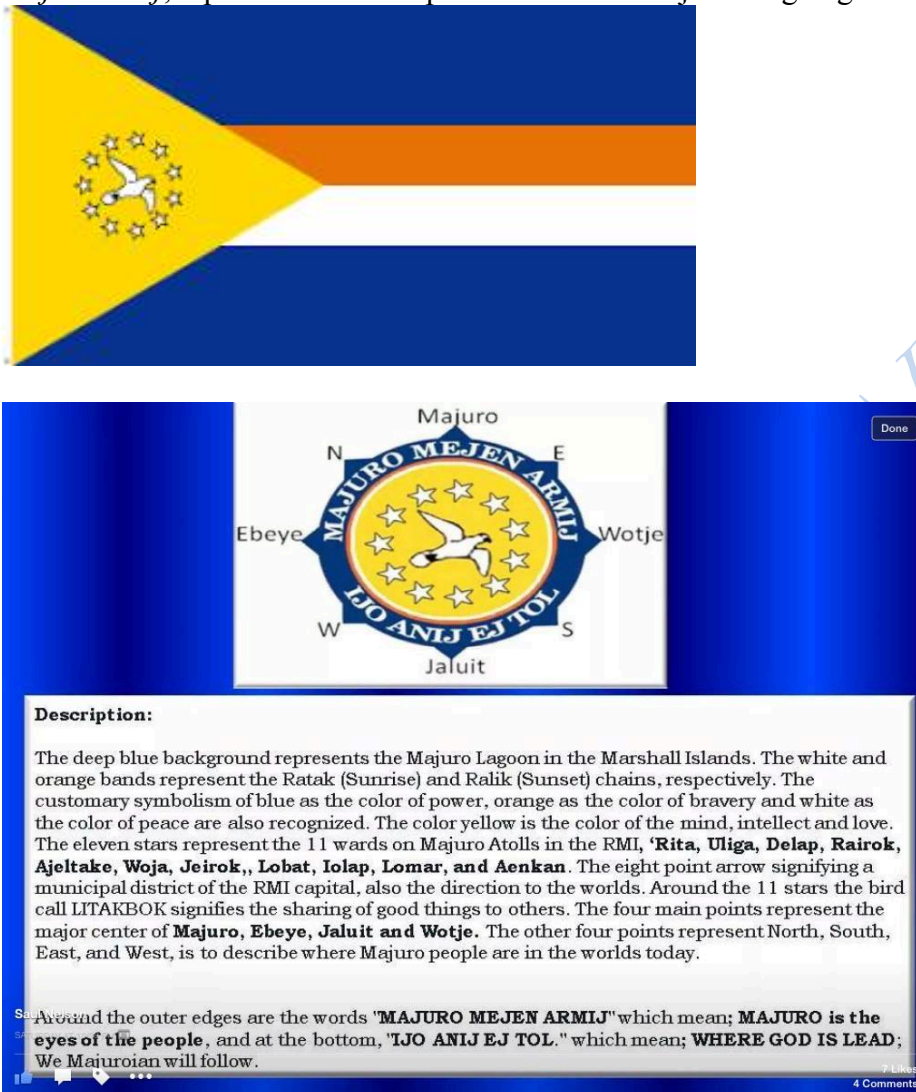 Majuro
N
E
MAJURO MEJEN ARMIJ
Ebeye
Wotje
IJO ANIJ EJ TOL
W
S
Jaluit
Done
Description:
The deep blue background represents the Majuro Lagoon in the Marshall Islands. The white and
orange bands represent the Ratak (Sunrise) and Ralik (Sunset) chains, respectively. The
customary symbolism of blue as the color of power, orange as the color of bravery and white as
the color of peace are also recognized. The color yellow is the color of the mind, intellect and love.
The eleven stars represent the 11 wards on Majuro Atolls in the RMI, 'Rita, Uliga, Delap, Rairok,
Ajeltake, Woja, Jeirok,, Lobat, Iolap, Lomar, and Aenkan. The eight point arrow signifying a
municipal district of the RMI capital, also the direction to the worlds. Around the 11 stars the bird
call LITAKBOK signifies the sharing of good things to others. The four main points represent the
major center of Majuro, Ebeye, Jaluit and Wotje. The other four points represent North, South,
East, and West, is to describe where Majuro people are in the worlds today.
Around the outer edges are the words "MAJURO MEJEN ARMIJ" which mean; MAJURO is the
eyes of the people, and at the bottom, "IJO ANIJ EJ TOL." which mean; WHERE GOD IS LEAD;
We Majuroian will follow.
7 Likes
4 Comments